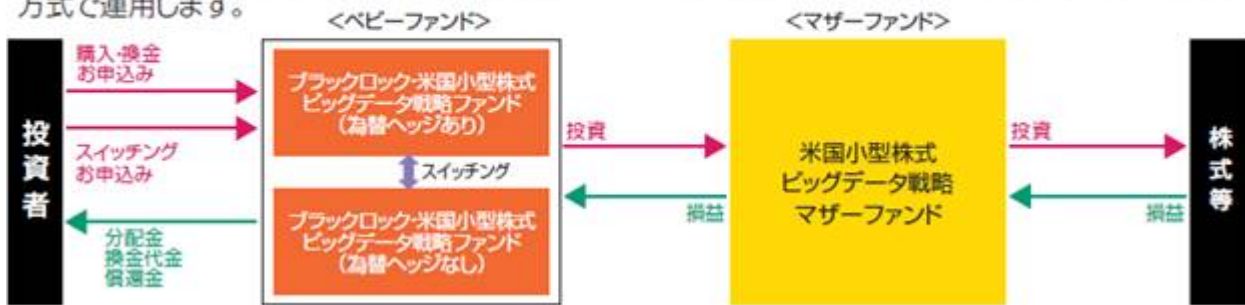 方式で運用します。
<ベビーファンド>
<マザーファンド>
投資者
購入・換金
お申込み
スイッチング
お申込み
分配金
換金代金
償還金
ブラックロック・米国小型株式
ビッグデータ戦略ファンド
(為替ヘッジあり)
スイッチング
ブラックロック・米国小型株式
ビッグデータ戦略ファンド
(為替ヘッジなし)
投資
損益
米国小型株式
ビッグデータ戦略
マザーファンド
投資
損益
株式等